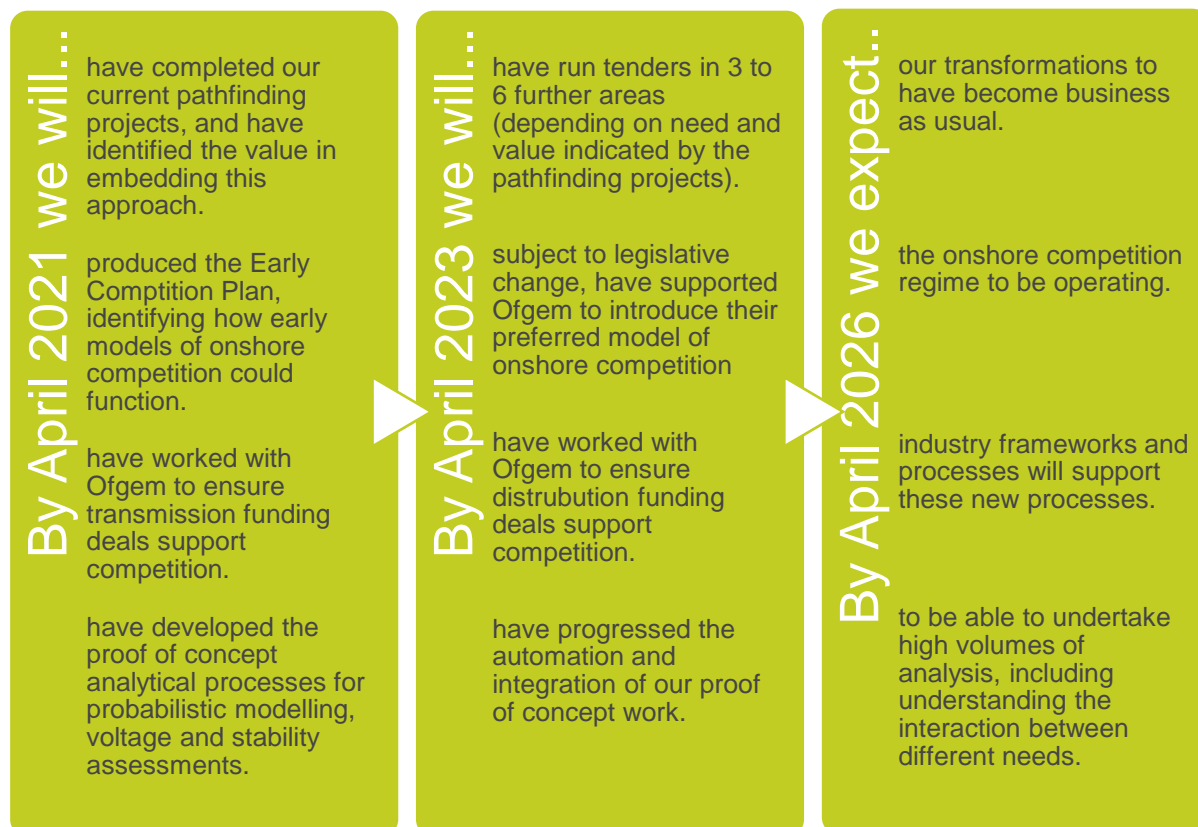 By April 2021 we will...
have completed our
current pathfinding
projects, and have
identified the value in
embedding this
approach.
produced the Early
Comptition Plan,
identifying how early
models of onshore
competition could
function.
have worked with
Ofgem to ensure
transmission funding
deals support
competition.
have developed the
proof of concept
analytical processes for
probabilistic modelling,
voltage and stability
assessments.
By April 2023 we will...
have run tenders in 3 to
6 further areas
(depending on need and
value indicated by the
pathfinding projects).
subject to legislative
change, have supported
Ofgem to introduce their
preferred model of
onshore competition
have worked with
Ofgem to ensure
distrubution funding
deals support
competition.
have progressed the
automation and
integration of our proof
of concept work.
By April 2026 we expect..
our transformations to
have become business
as usual.
the onshore competition
regime to be operating.
industry frameworks and
processes will support
these new processes.
to be able to undertake
high volumes of
analysis, including
understanding the
interaction between
different needs.